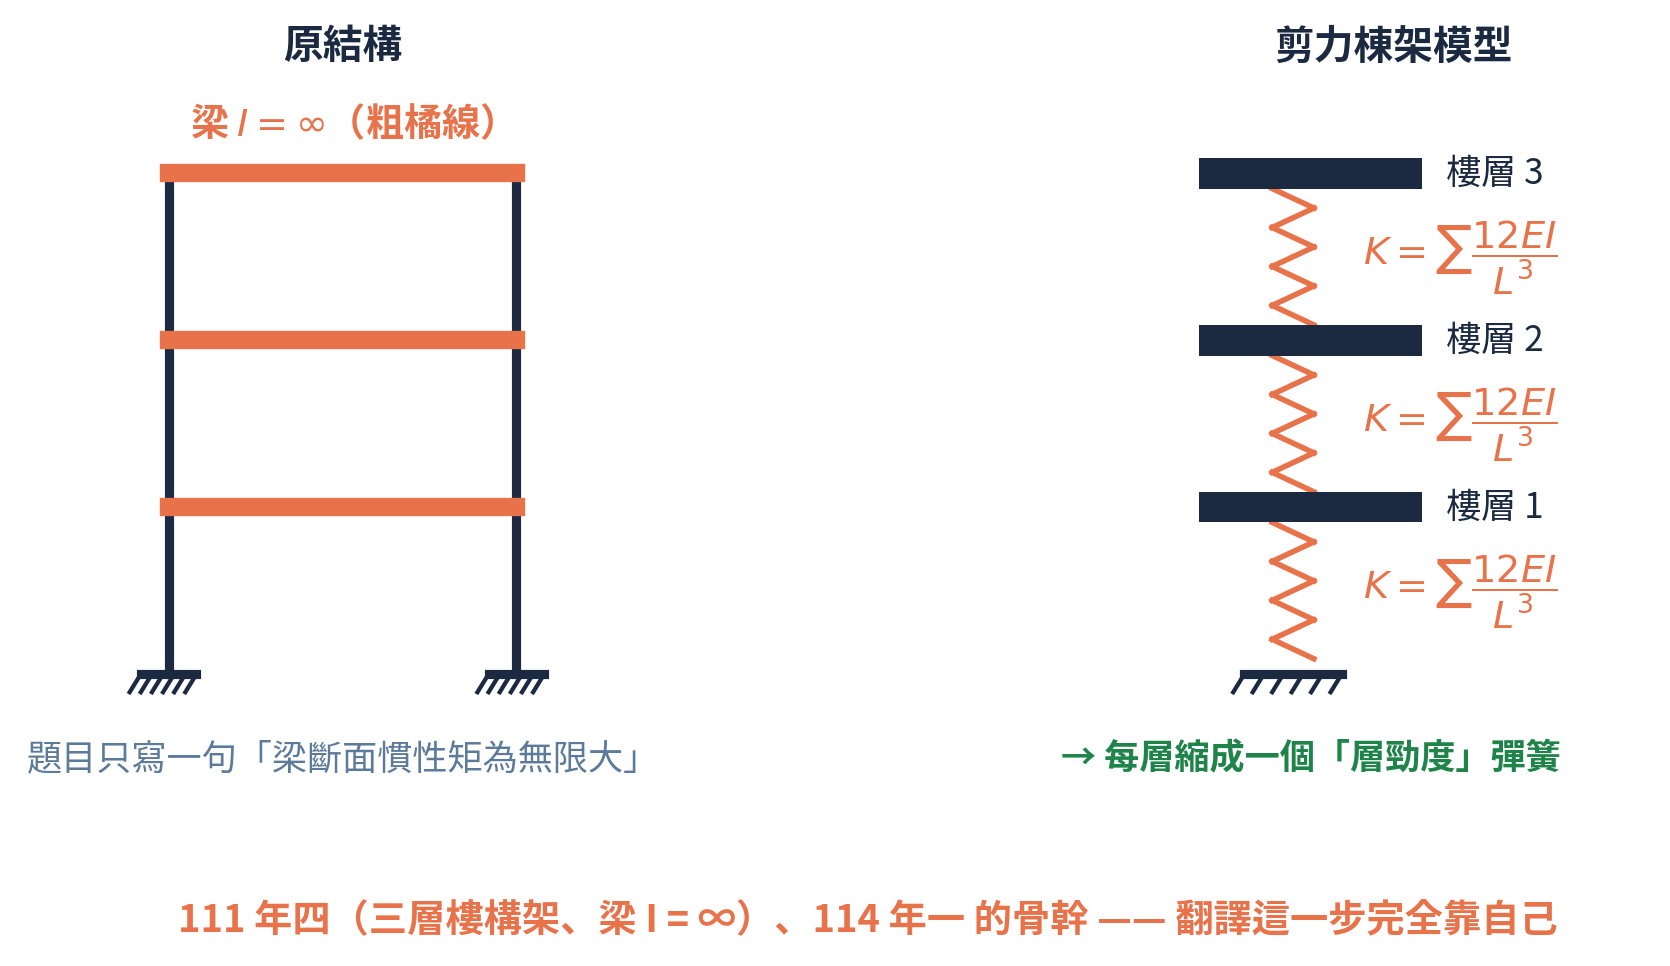 原結構
梁 I = ∞（粗橘線）
題目只寫一句「梁斷面慣性矩為無限大」
剪力棟架模型
樓層 3
K = ∑ 12EI / L³
樓層 2
K = ∑ 12EI / L³
樓層 1
K = ∑ 12EI / L³
→ 每層縮成一個「層勁度」彈簧
111 年四（三層樓構架、梁 I = ∞）、114 年一 的骨幹 —— 翻譯這一步完全靠自己